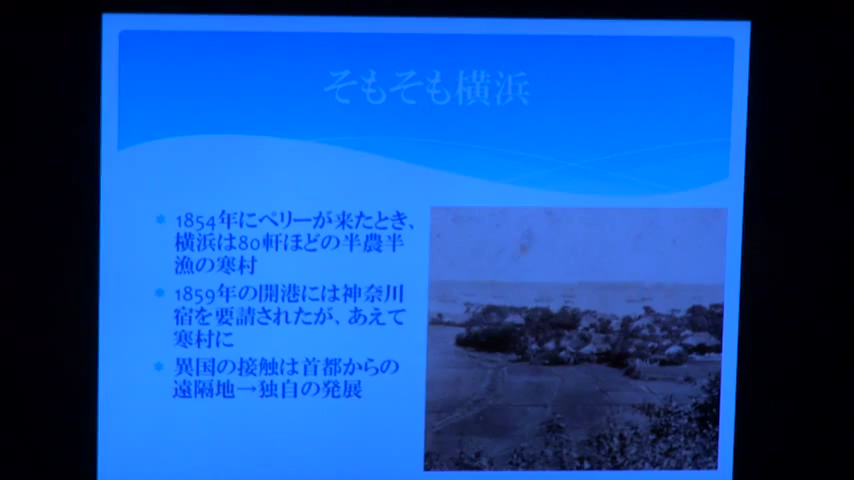 そもそも横浜
1854年にペリーが来たとき、
横浜は80軒ほどの半農半
漁の寒村
1859年の開港には神奈川
宿を要請されたが、あえて
寒村に
異国の接触は首都からの
遠隔地→独自の発展